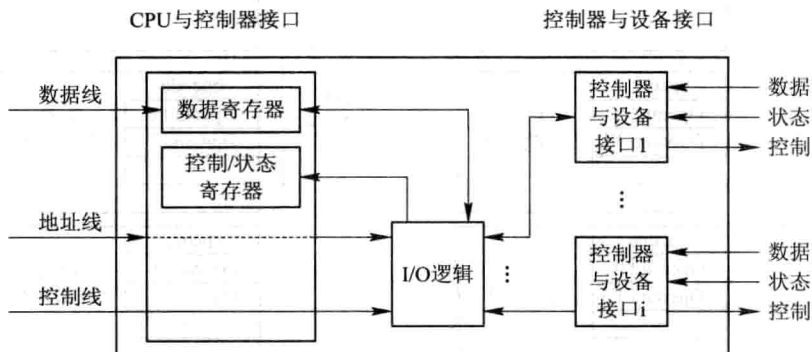 CPU与控制器接口
控制器与设备接口
数据线
数据寄存器
控制/状态
寄存器
地址线
控制线
I/O逻辑
⋮
控制器
与设备
接口1
数据
状态
控制
⋮
控制器
与设备
接口i
数据
状态
控制